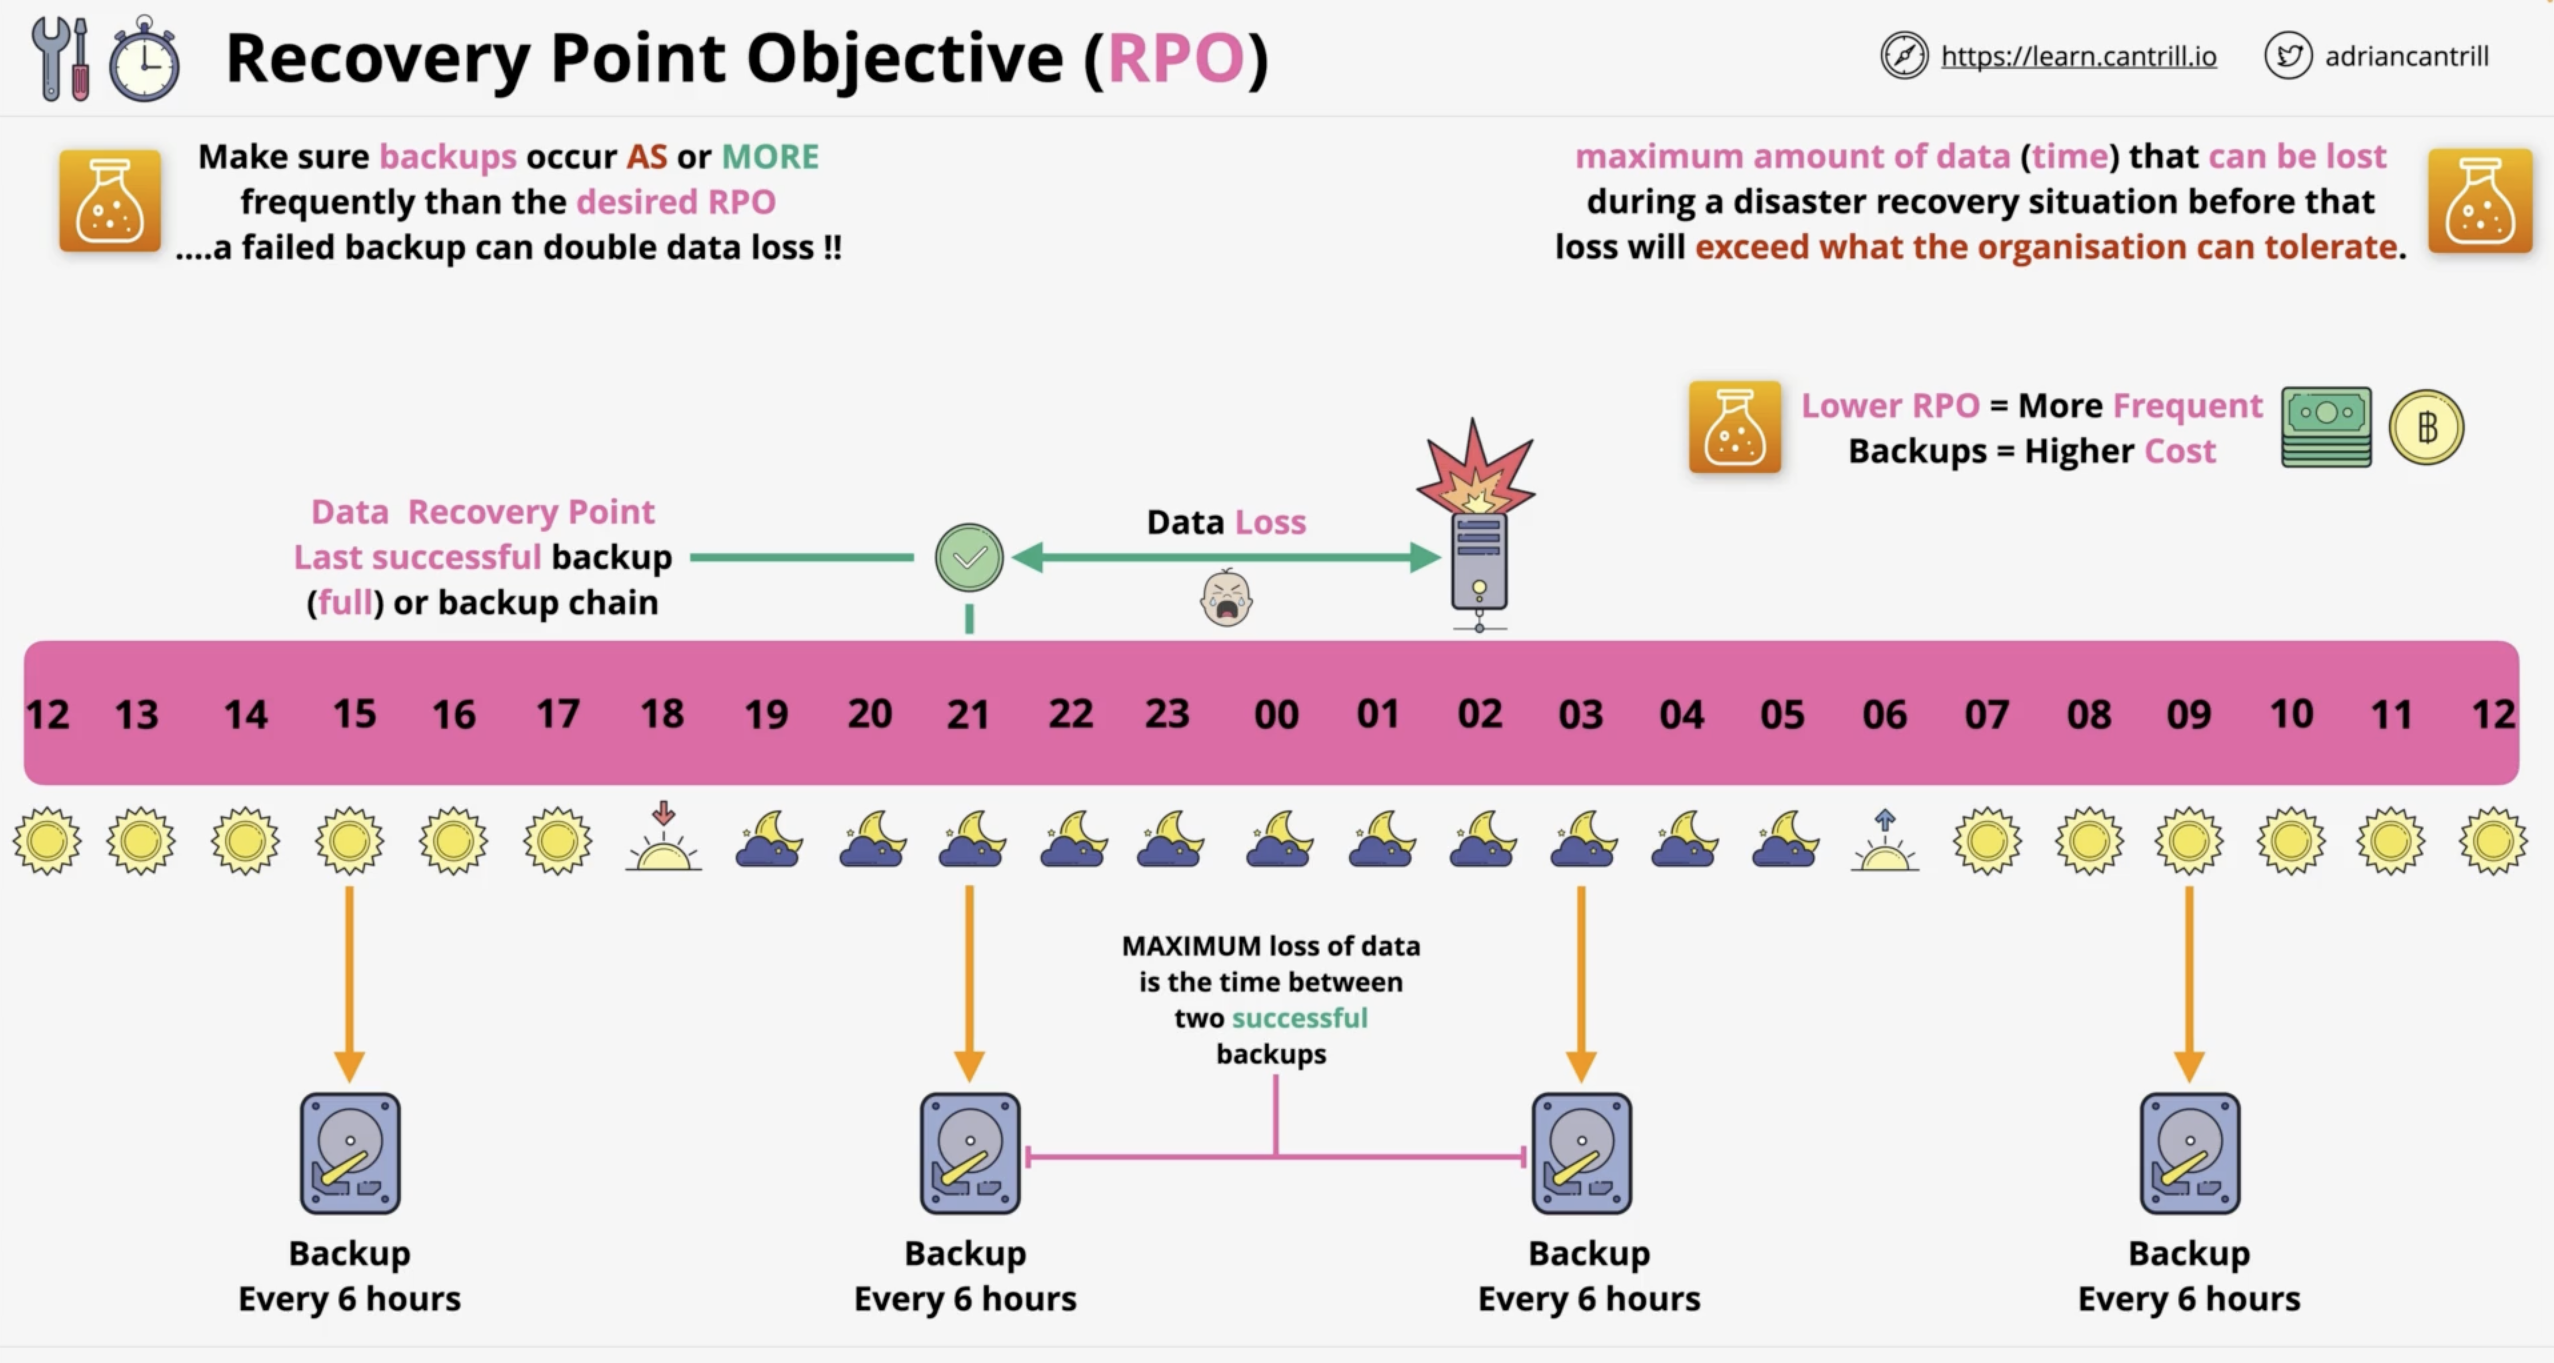 Recovery Point Objective (RPO)
https://learn.cantrill.io
adriancantrill
Make sure backups occur AS or MORE
frequently than the desired RPO
....a failed backup can double data loss !!
maximum amount of data (time) that can be lost
during a disaster recovery situation before that
loss will exceed what the organisation can tolerate.
Lower RPO = More Frequent
Backups = Higher Cost
Data Recovery Point
Last successful backup
(full) or backup chain
Data Loss
12 13 14 15 16 17 18 19 20 21 22 23 00 01 02 03 04 05 06 07 08 09 10 11 12
MAXIMUM loss of data
is the time between
two successful
backups
Backup
Every 6 hours
Backup
Every 6 hours
Backup
Every 6 hours
Backup
Every 6 hours